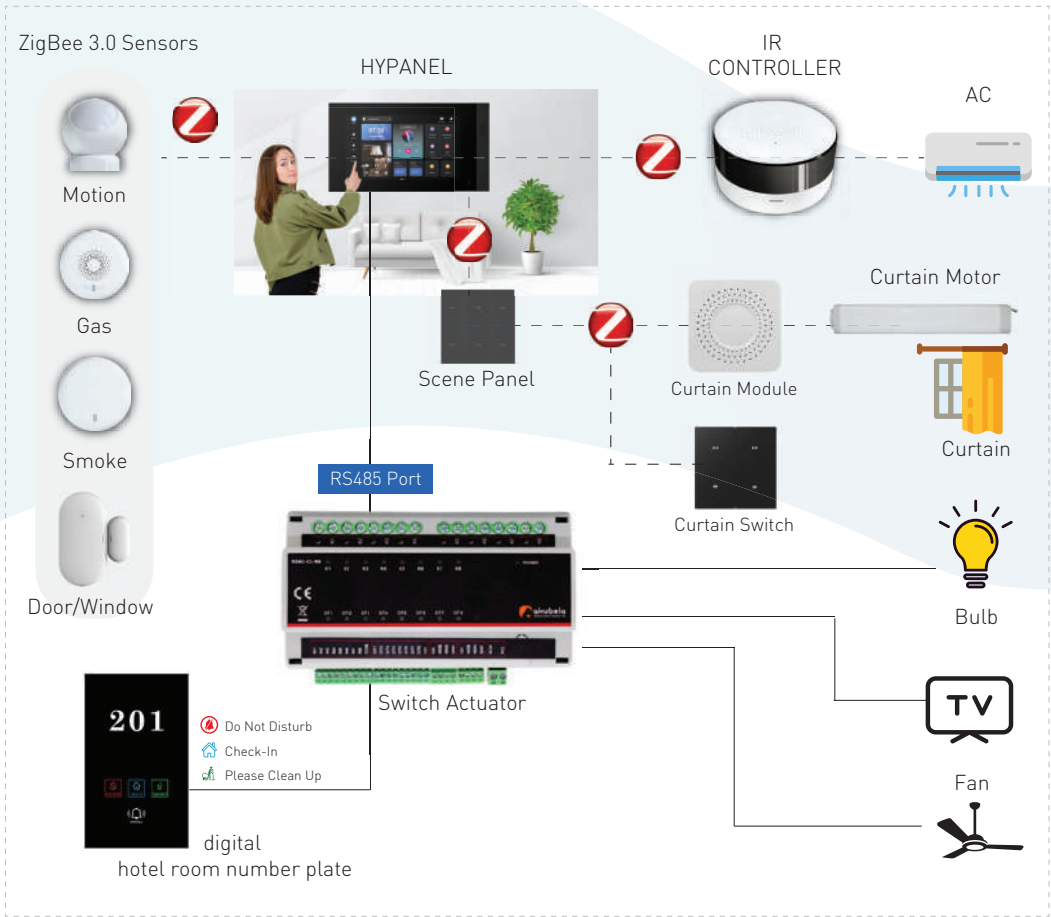 ZigBee 3.0 Sensors
HYPANEL
IR
CONTROLLER
AC
Motion
Gas
Smoke
Door/Window
Scene Panel
Curtain Module
Curtain Motor
Curtain
Curtain Switch
RS485 Port
POWER
CE
Switch Actuator
Bulb
TV
Fan
201
Do Not Disturb
Check-In
Please Clean Up
digital
hotel room number plate